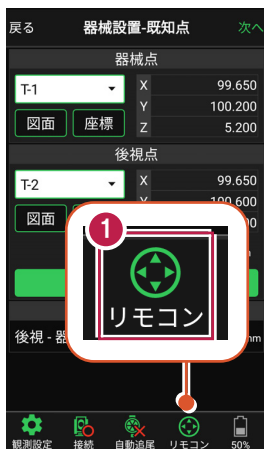 戻る 器械設置-既知点 次へ
器械点
T-1 X 99.650
Y 100.200
図面 座標 Z 5.200
後視点
T-2 X 99.650
Y 100.600
図面
1
リモコン
後視 - 器
観測設定 接続 自動追尾 リモコン 50%